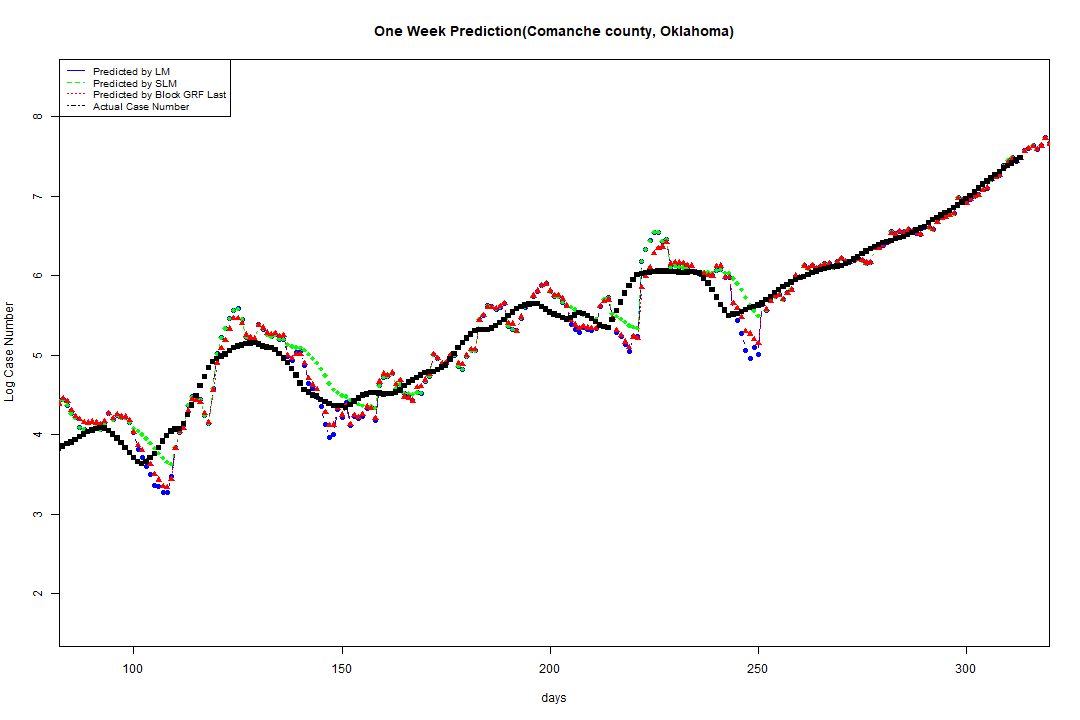 One Week Prediction(Comanche county, Oklahoma)
Predicted by LM
Predicted by SLM
Predicted by Block GRF Last
Actual Case Number
8
7
6
5
4
3
2
Log Case Number
100 150 200 250 300
days